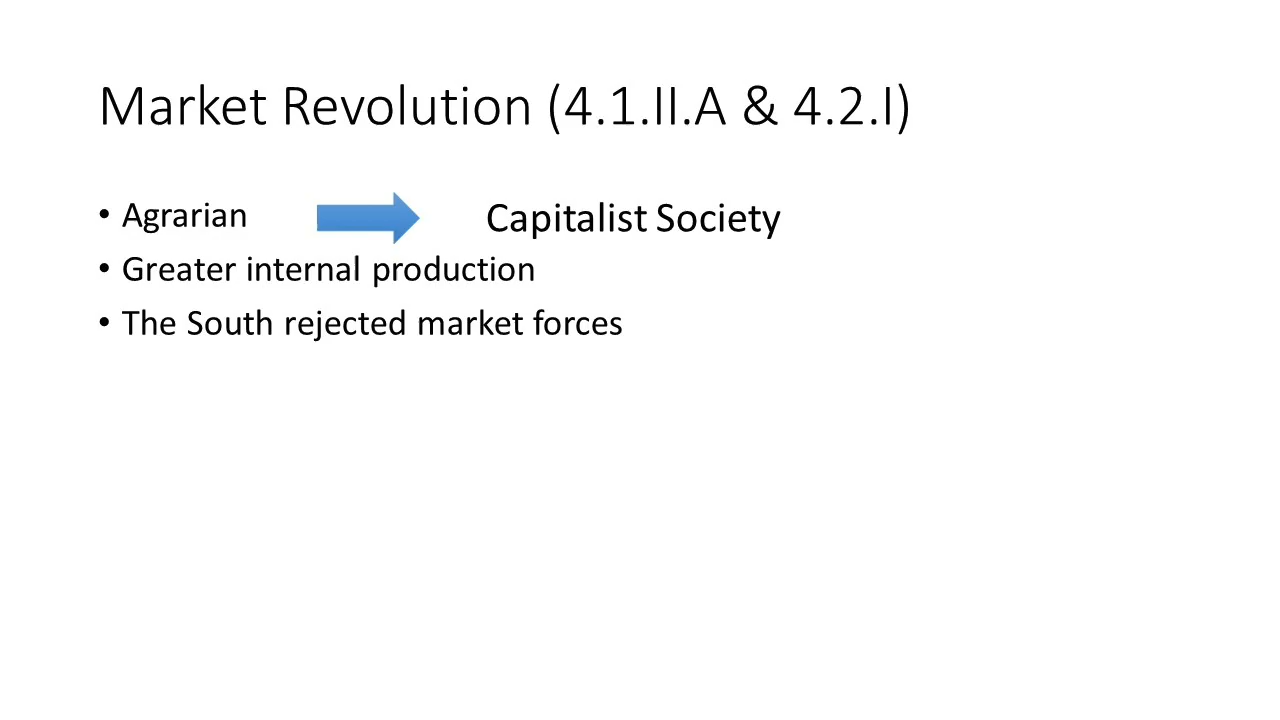 Market Revolution (4.1.II.A & 4.2.I)
• Agrarian Capitalist Society
• Greater internal production
• The South rejected market forces